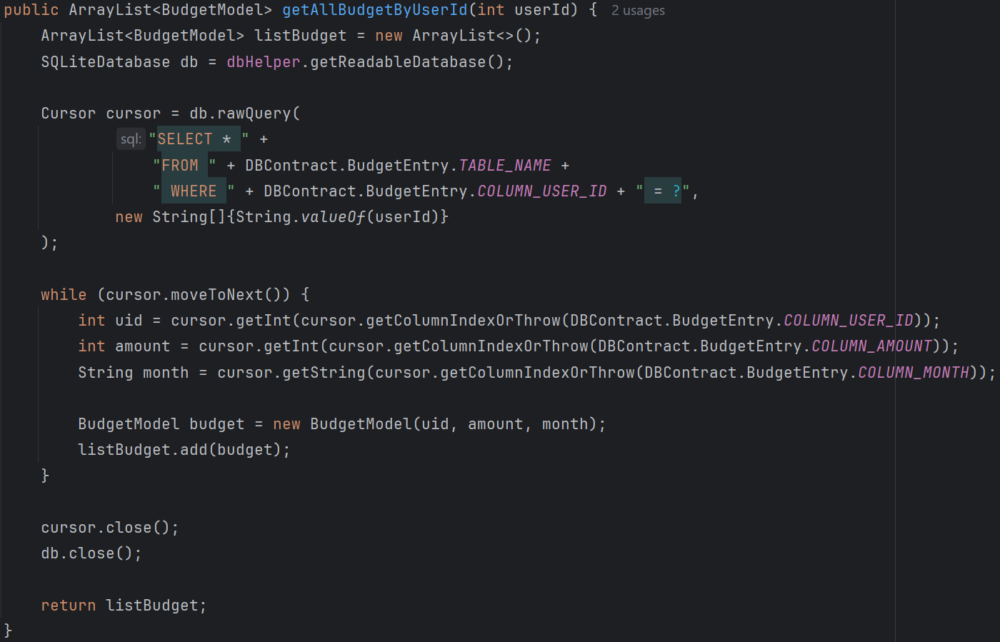 public ArrayList<BudgetModel> getAllBudgetByUserId(int userId) { 2 usages
    ArrayList<BudgetModel> listBudget = new ArrayList<>();
    SQLiteDatabase db = dbHelper.getReadableDatabase();

    Cursor cursor = db.rawQuery(
            sql: "SELECT * " +
                "FROM " + DBContract.BudgetEntry.TABLE_NAME +
                " WHERE " + DBContract.BudgetEntry.COLUMN_USER_ID + " = ?",
            new String[]{String.valueOf(userId)}
    );

    while (cursor.moveToNext()) {
        int uid = cursor.getInt(cursor.getColumnIndexOrThrow(DBContract.BudgetEntry.COLUMN_USER_ID));
        int amount = cursor.getInt(cursor.getColumnIndexOrThrow(DBContract.BudgetEntry.COLUMN_AMOUNT));
        String month = cursor.getString(cursor.getColumnIndexOrThrow(DBContract.BudgetEntry.COLUMN_MONTH));

        BudgetModel budget = new BudgetModel(uid, amount, month);
        listBudget.add(budget);
    }

    cursor.close();
    db.close();

    return listBudget;
}